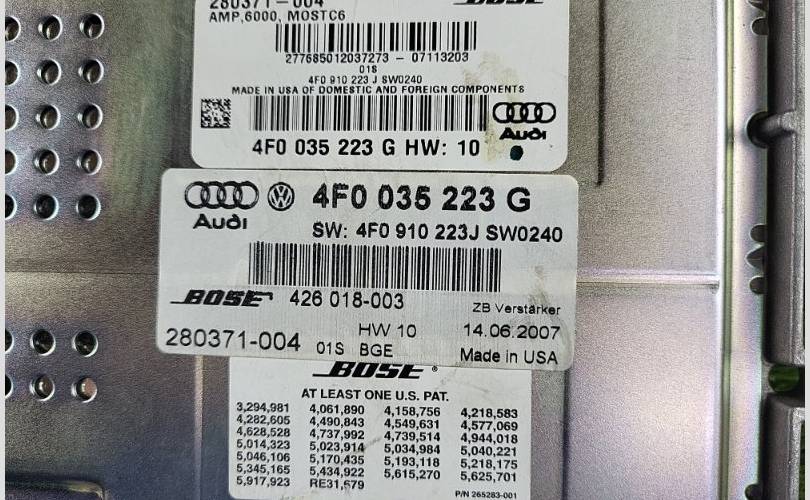 280371-004
BOSE
AMP,6000, MOSTC6
277685012037273 - 07113203
01S
4F0 910 223 J SW0240
MADE IN USA OF DOMESTIC AND FOREIGN COMPONENTS
Audi
4F0 035 223 G HW: 10
Audi
4F0 035 223 G
SW: 4F0 910 223J SW0240
BOSE 426 018-003
ZB Verstärker
280371-004 01S HW 10 BGE 14.06.2007
Made in USA
BOSE ®
AT LEAST ONE U.S. PAT.
3,294,981 4,061,890 4,158,756 4,218,583
4,282,605 4,490,843 4,549,631 4,577,069
4,628,528 4,737,992 4,739,514 4,944,018
5,014,323 5,023,914 5,034,984 5,040,221
5,046,106 5,170,435 5,193,118 5,218,175
5,345,165 5,434,922 5,615,270 5,625,701
5,917,923 RE31,679
P/N 265283-001